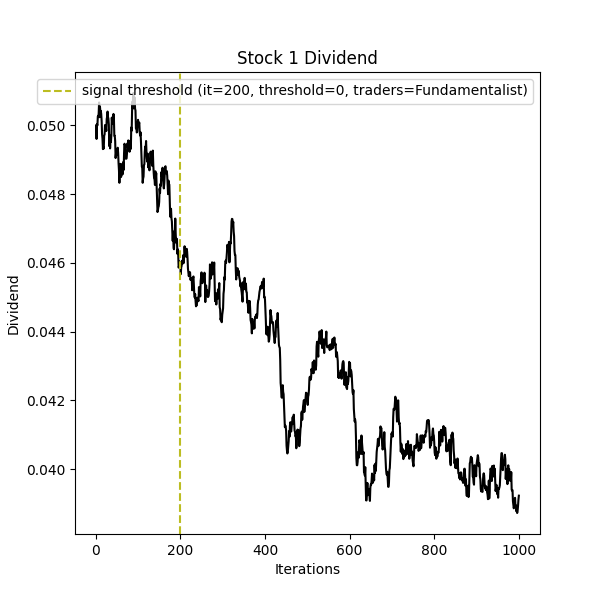 Stock 1 Dividend
signal threshold (it=200, threshold=0, traders=Fundamentalist)
0.050
0.048
0.046
0.044
0.042
0.040
Dividend
0 200 400 600 800 1000
Iterations